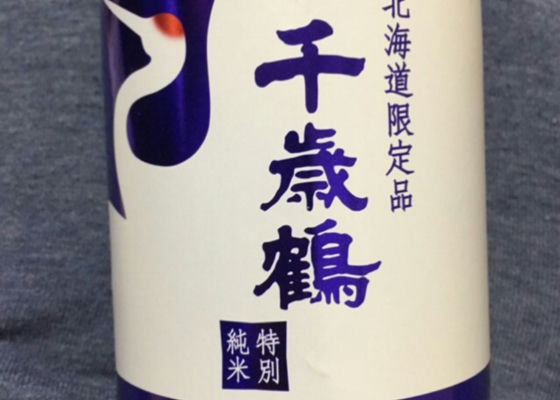 北海道限定品
千歳鶴
特別
純米